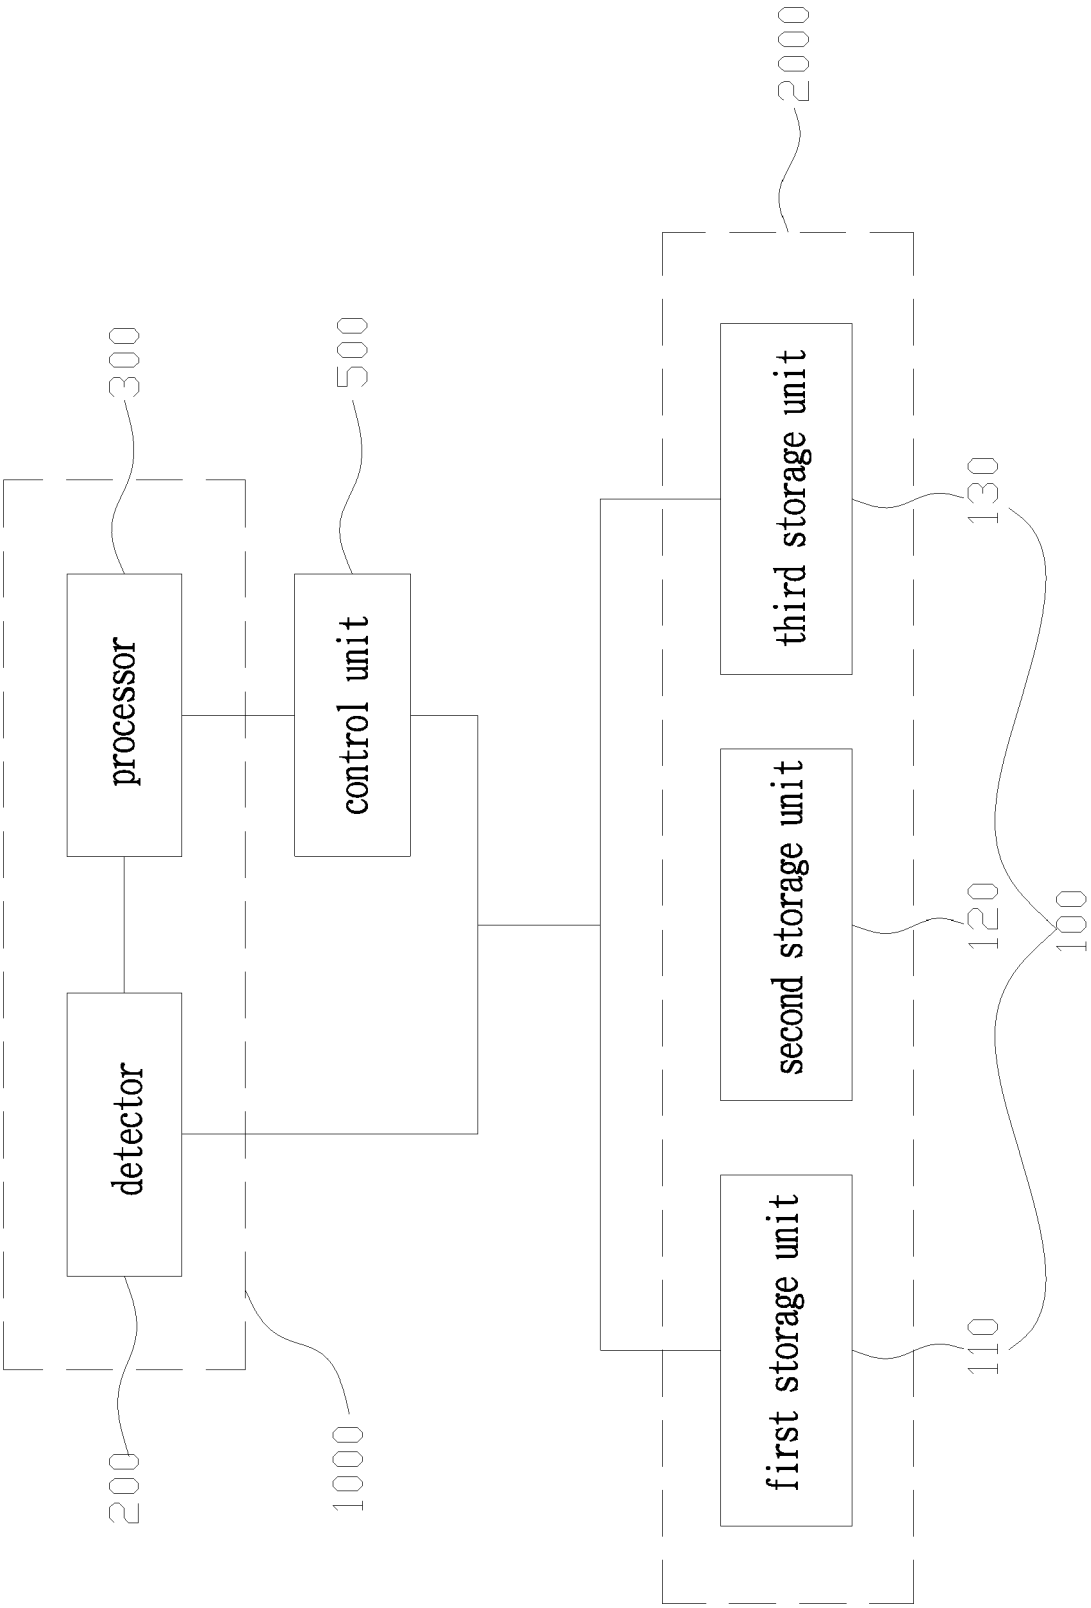 200
300
detector
processor
1000
500
control unit
2000
first storage unit
second storage unit
third storage unit
110
120
130
100